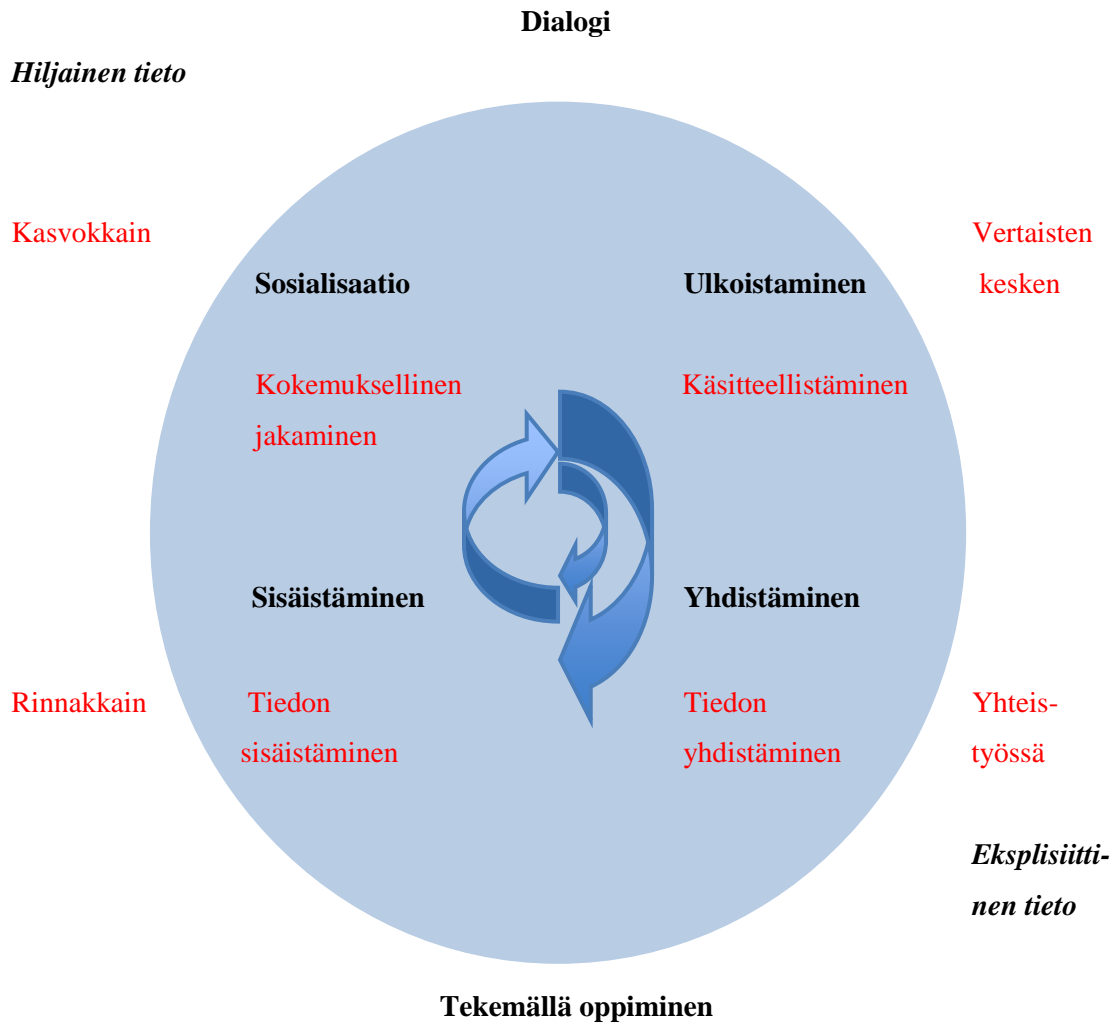 Dialogi
Hiljainen tieto
Kasvokkain
Vertaisten
kesken
Sosialisaatio
Ulkoistaminen
Kokemuksellinen
jakaminen
Käsitteellistäminen
Sisäistäminen
Yhdistäminen
Rinnakkain
Tiedon
sisäistäminen
Tiedon
yhdistäminen
Yhteis-
työssä
Eksplisiitti-
nen tieto
Tekemällä oppiminen